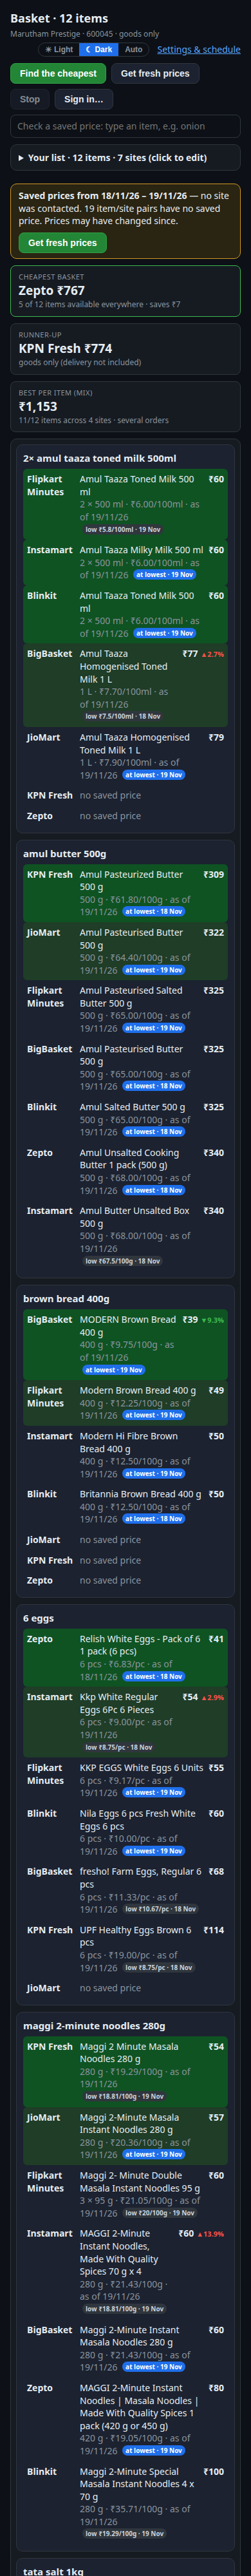 Basket · 12 items
Marutham Prestige · 600045 · goods only
☀ Light ☾ Dark Auto Settings & schedule
Find the cheapest Get fresh prices
Stop Sign in…
Check a saved price: type an item, e.g. onion
▶ Your list · 12 items · 7 sites (click to edit)
Saved prices from 18/11/26 – 19/11/26 — no site
was contacted. 19 item/site pairs have no saved
price. Prices may have changed since.
Get fresh prices
CHEAPEST BASKET
Zepto ₹767
5 of 12 items available everywhere · saves ₹7
RUNNER-UP
KPN Fresh ₹774
goods only (delivery not included)
BEST PER ITEM (MIX)
₹1,153
11/12 items across 4 sites · several orders
2× amul taaza toned milk 500ml
Flipkart Minutes Amul Taaza Toned Milk 500 ml ₹60
2 × 500 ml · ₹6.00/100ml · as of 19/11/26
low ₹5.8/100ml · 19 Nov
Instamart Amul Taaza Milky Milk 500 ml ₹60
2 × 500 ml · ₹6.00/100ml · as of 19/11/26 at lowest · 19 Nov
Blinkit Amul Taaza Toned Milk 500 ml ₹60
2 × 500 ml · ₹6.00/100ml · as of 19/11/26 at lowest · 19 Nov
BigBasket Amul Taaza Homogenised Toned Milk 1 L ₹77 ▲2.7%
1 L · ₹7.70/100ml · as of 19/11/26
low ₹7.5/100ml · 18 Nov
JioMart Amul Taaza Homogenised Toned Milk 1 L ₹79
1 L · ₹7.90/100ml · as of 19/11/26 at lowest · 19 Nov
KPN Fresh no saved price
Zepto no saved price
amul butter 500g
KPN Fresh Amul Pasteurized Butter 500 g ₹309
500 g · ₹61.80/100g · as of 19/11/26 at lowest · 18 Nov
JioMart Amul Pasteurised Butter 500 g ₹322
500 g · ₹64.40/100g · as of 19/11/26 at lowest · 19 Nov
Flipkart Minutes Amul Pasteurised Salted Butter 500 g ₹325
500 g · ₹65.00/100g · as of 19/11/26 at lowest · 19 Nov
BigBasket Amul Pasteurised Butter 500 g ₹325
500 g · ₹65.00/100g · as of 19/11/26 at lowest · 18 Nov
Blinkit Amul Salted Butter 500 g ₹325
500 g · ₹65.00/100g · as of 19/11/26 at lowest · 18 Nov
Zepto Amul Unsalted Cooking Butter 1 pack (500 g) ₹340
500 g · ₹68.00/100g · as of 19/11/26 at lowest · 18 Nov
Instamart Amul Butter Unsalted Box 500 g ₹340
500 g · ₹68.00/100g · as of 19/11/26
low ₹67.5/100g · 18 Nov
brown bread 400g
BigBasket MODERN Brown Bread 400 g ₹39 ▼9.3%
400 g · ₹9.75/100g · as of 19/11/26
at lowest · 19 Nov
Flipkart Minutes Modern Brown Bread 400 g ₹49
400 g · ₹12.25/100g · as of 19/11/26 at lowest · 19 Nov
Instamart Modern Hi Fibre Brown Bread 400 g ₹50
400 g · ₹12.50/100g · as of 19/11/26 at lowest · 19 Nov
Blinkit Britannia Brown Bread 400 g ₹50
400 g · ₹12.50/100g · as of 19/11/26 at lowest · 18 Nov
JioMart no saved price
KPN Fresh no saved price
Zepto no saved price
6 eggs
Zepto Relish White Eggs - Pack of 6 1 pack (6 pcs) ₹41
6 pcs · ₹6.83/pc · as of 18/11/26 at lowest · 18 Nov
Instamart Kkp White Regular Eggs 6Pc 6 Pieces ₹54 ▲2.9%
6 pcs · ₹9.00/pc · as of 19/11/26
low ₹8.75/pc · 18 Nov
Flipkart Minutes KKP EGGS White Eggs 6 Units ₹55
6 pcs · ₹9.17/pc · as of 19/11/26 at lowest · 19 Nov
Blinkit Nila Eggs 6 pcs Fresh White Eggs 6 pcs ₹60
6 pcs · ₹10.00/pc · as of 19/11/26 at lowest · 19 Nov
BigBasket fresho! Farm Eggs, Regular 6 pcs ₹68
6 pcs · ₹11.33/pc · as of 19/11/26 low ₹10.67/pc · 18 Nov
KPN Fresh UPF Healthy Eggs Brown 6 pcs ₹114
6 pcs · ₹19.00/pc · as of 19/11/26 low ₹8.75/pc · 18 Nov
JioMart no saved price
maggi 2-minute noodles 280g
KPN Fresh Maggi 2 Minute Masala Noodles 280 g ₹54
280 g · ₹19.29/100g · as of 19/11/26
low ₹18.81/100g · 19 Nov
JioMart Maggi 2-Minute Masala Instant Noodles 280 g ₹57
280 g · ₹20.36/100g · as of 19/11/26 at lowest · 19 Nov
Flipkart Minutes Maggi 2- Minute Double Masala Instant Noodles 95 g ₹60
3 × 95 g · ₹21.05/100g · as of 19/11/26 low ₹20/100g · 19 Nov
Instamart MAGGI 2-Minute Instant Noodles, Made With Quality Spices 70 g x 4 ₹60 ▲13.9%
280 g · ₹21.43/100g · as of 19/11/26
low ₹18.81/100g · 19 Nov
BigBasket Maggi 2-Minute Instant Masala Noodles 280 g ₹60
280 g · ₹21.43/100g · as of 19/11/26 at lowest · 18 Nov
Zepto MAGGI 2-Minute Instant Noodles | Masala Noodles | Made With Quality Spices 1 pack (420 g or 450 g) ₹80
420 g · ₹19.05/100g · as of 19/11/26 at lowest · 19 Nov
Blinkit Maggi 2-Minute Special Masala Instant Noodles 4 x 70 g ₹100
280 g · ₹35.71/100g · as of 19/11/26
low ₹19.29/100g · 19 Nov
tata salt 1kg